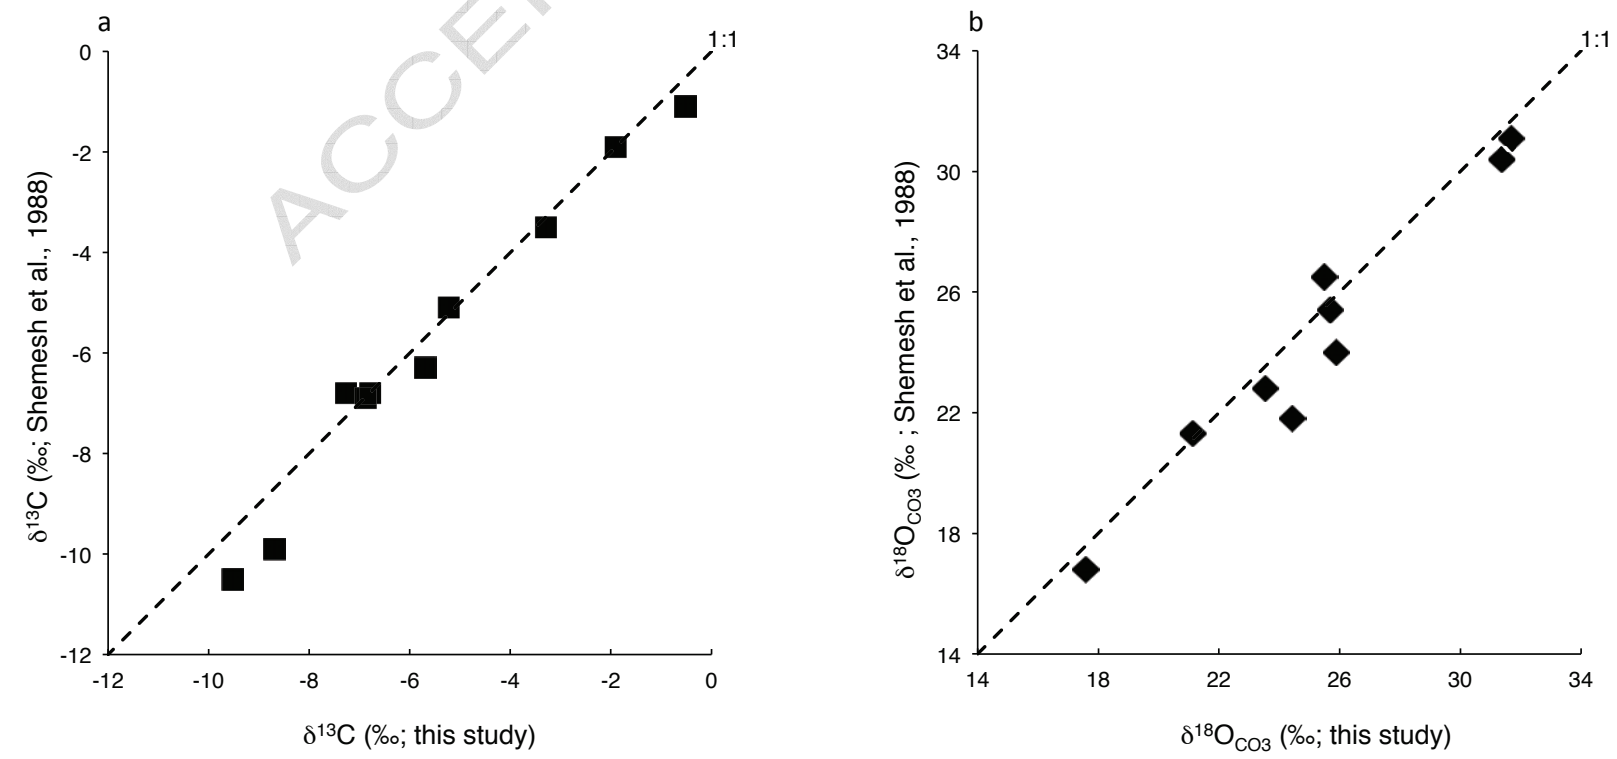 a
1:1
0
-2
-4
-6
-8
-10
-12
-12 -10 -8 -6 -4 -2 0
δ¹³C (‰; Shemesh et al., 1988)
δ¹³C (‰; this study)
ACCE
b
1:1
34
30
26
22
18
14
14 18 22 26 30 34
δ¹⁸O_CO3 (‰ ; Shemesh et al., 1988)
δ¹⁸O_CO3 (‰; this study)